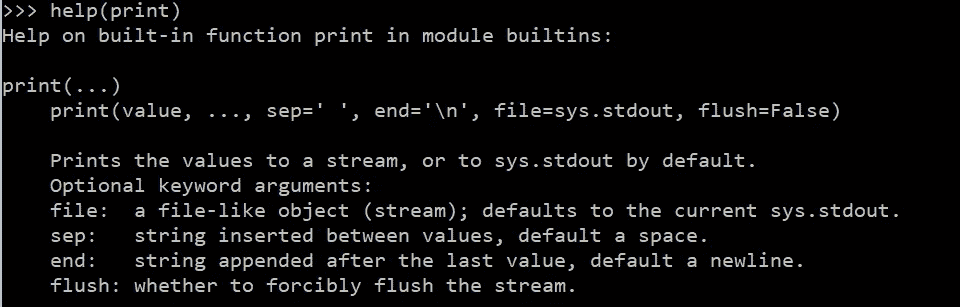 >>> help(print)
Help on built-in function print in module builtins:

print(...)
    print(value, ..., sep=' ', end='\n', file=sys.stdout, flush=False)

    Prints the values to a stream, or to sys.stdout by default.
    Optional keyword arguments:
    file:  a file-like object (stream); defaults to the current sys.stdout.
    sep:   string inserted between values, default a space.
    end:   string appended after the last value, default a newline.
    flush: whether to forcibly flush the stream.